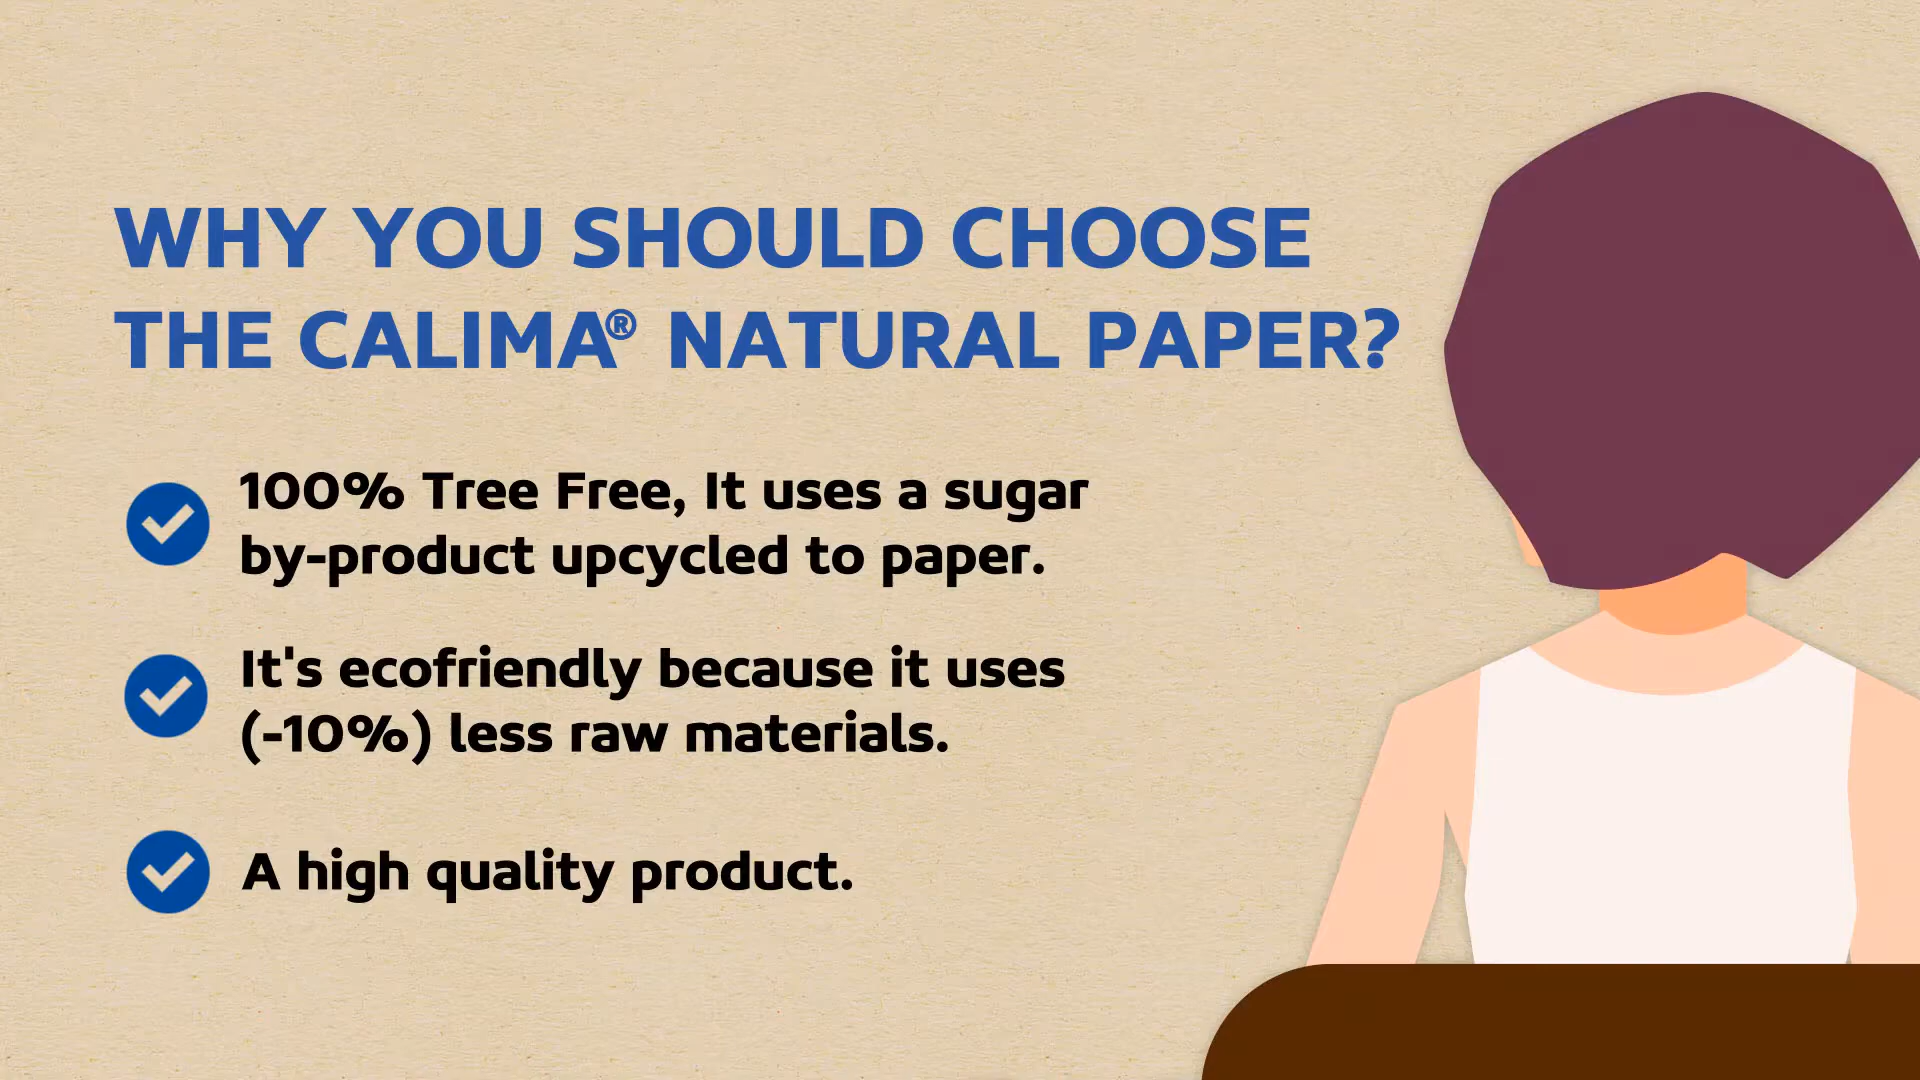 WHY YOU SHOULD CHOOSE
THE CALIMA® NATURAL PAPER?
100% Tree Free, It uses a sugar
by-product upcycled to paper.
It's ecofriendly because it uses
(-10%) less raw materials.
A high quality product.